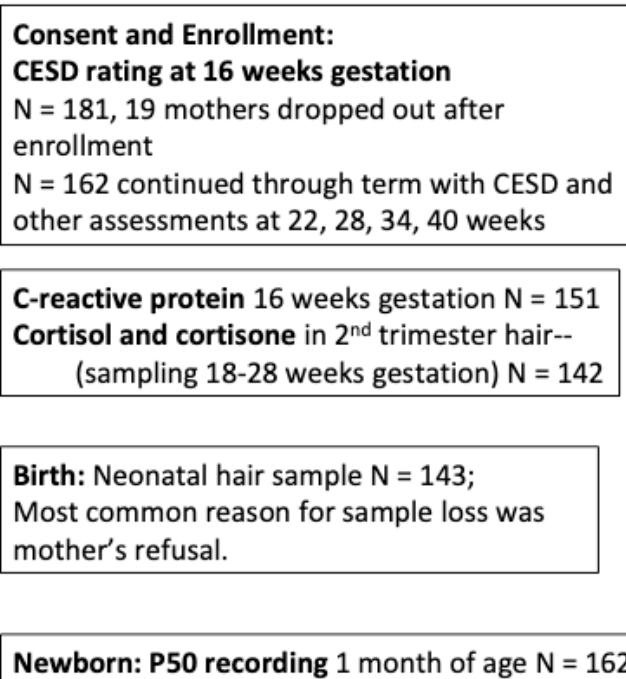 Consent and Enrollment:
CESD rating at 16 weeks gestation
N = 181, 19 mothers dropped out after
enrollment
N = 162 continued through term with CESD and
other assessments at 22, 28, 34, 40 weeks
C-reactive protein 16 weeks gestation N = 151
Cortisol and cortisone in 2nd trimester hair--
(sampling 18-28 weeks gestation) N = 142
Birth: Neonatal hair sample N = 143;
Most common reason for sample loss was
mother's refusal.
Newborn: P50 recording 1 month of age N = 162